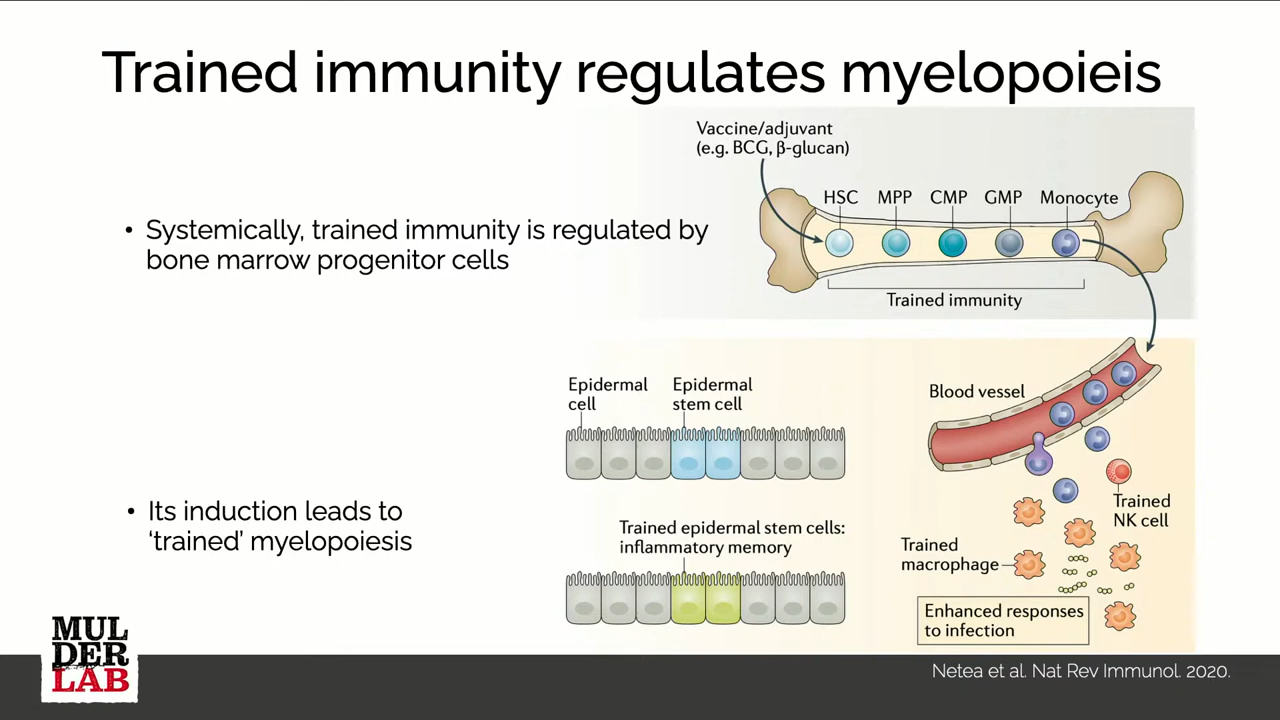 Trained immunity regulates myelopoieis
Vaccine/adjuvant
(e.g. BCG, β-glucan)
HSC MPP CMP GMP Monocyte
Trained immunity
• Systemically, trained immunity is regulated by
bone marrow progenitor cells
Epidermal
cell
Epidermal
stem cell
Blood vessel
Trained
NK cell
• Its induction leads to
‘trained’ myelopoiesis
Trained epidermal stem cells:
inflammatory memory
Trained
macrophage
Enhanced responses
to infection
MUL
DER
LAB
Netea et al. Nat Rev Immunol. 2020.